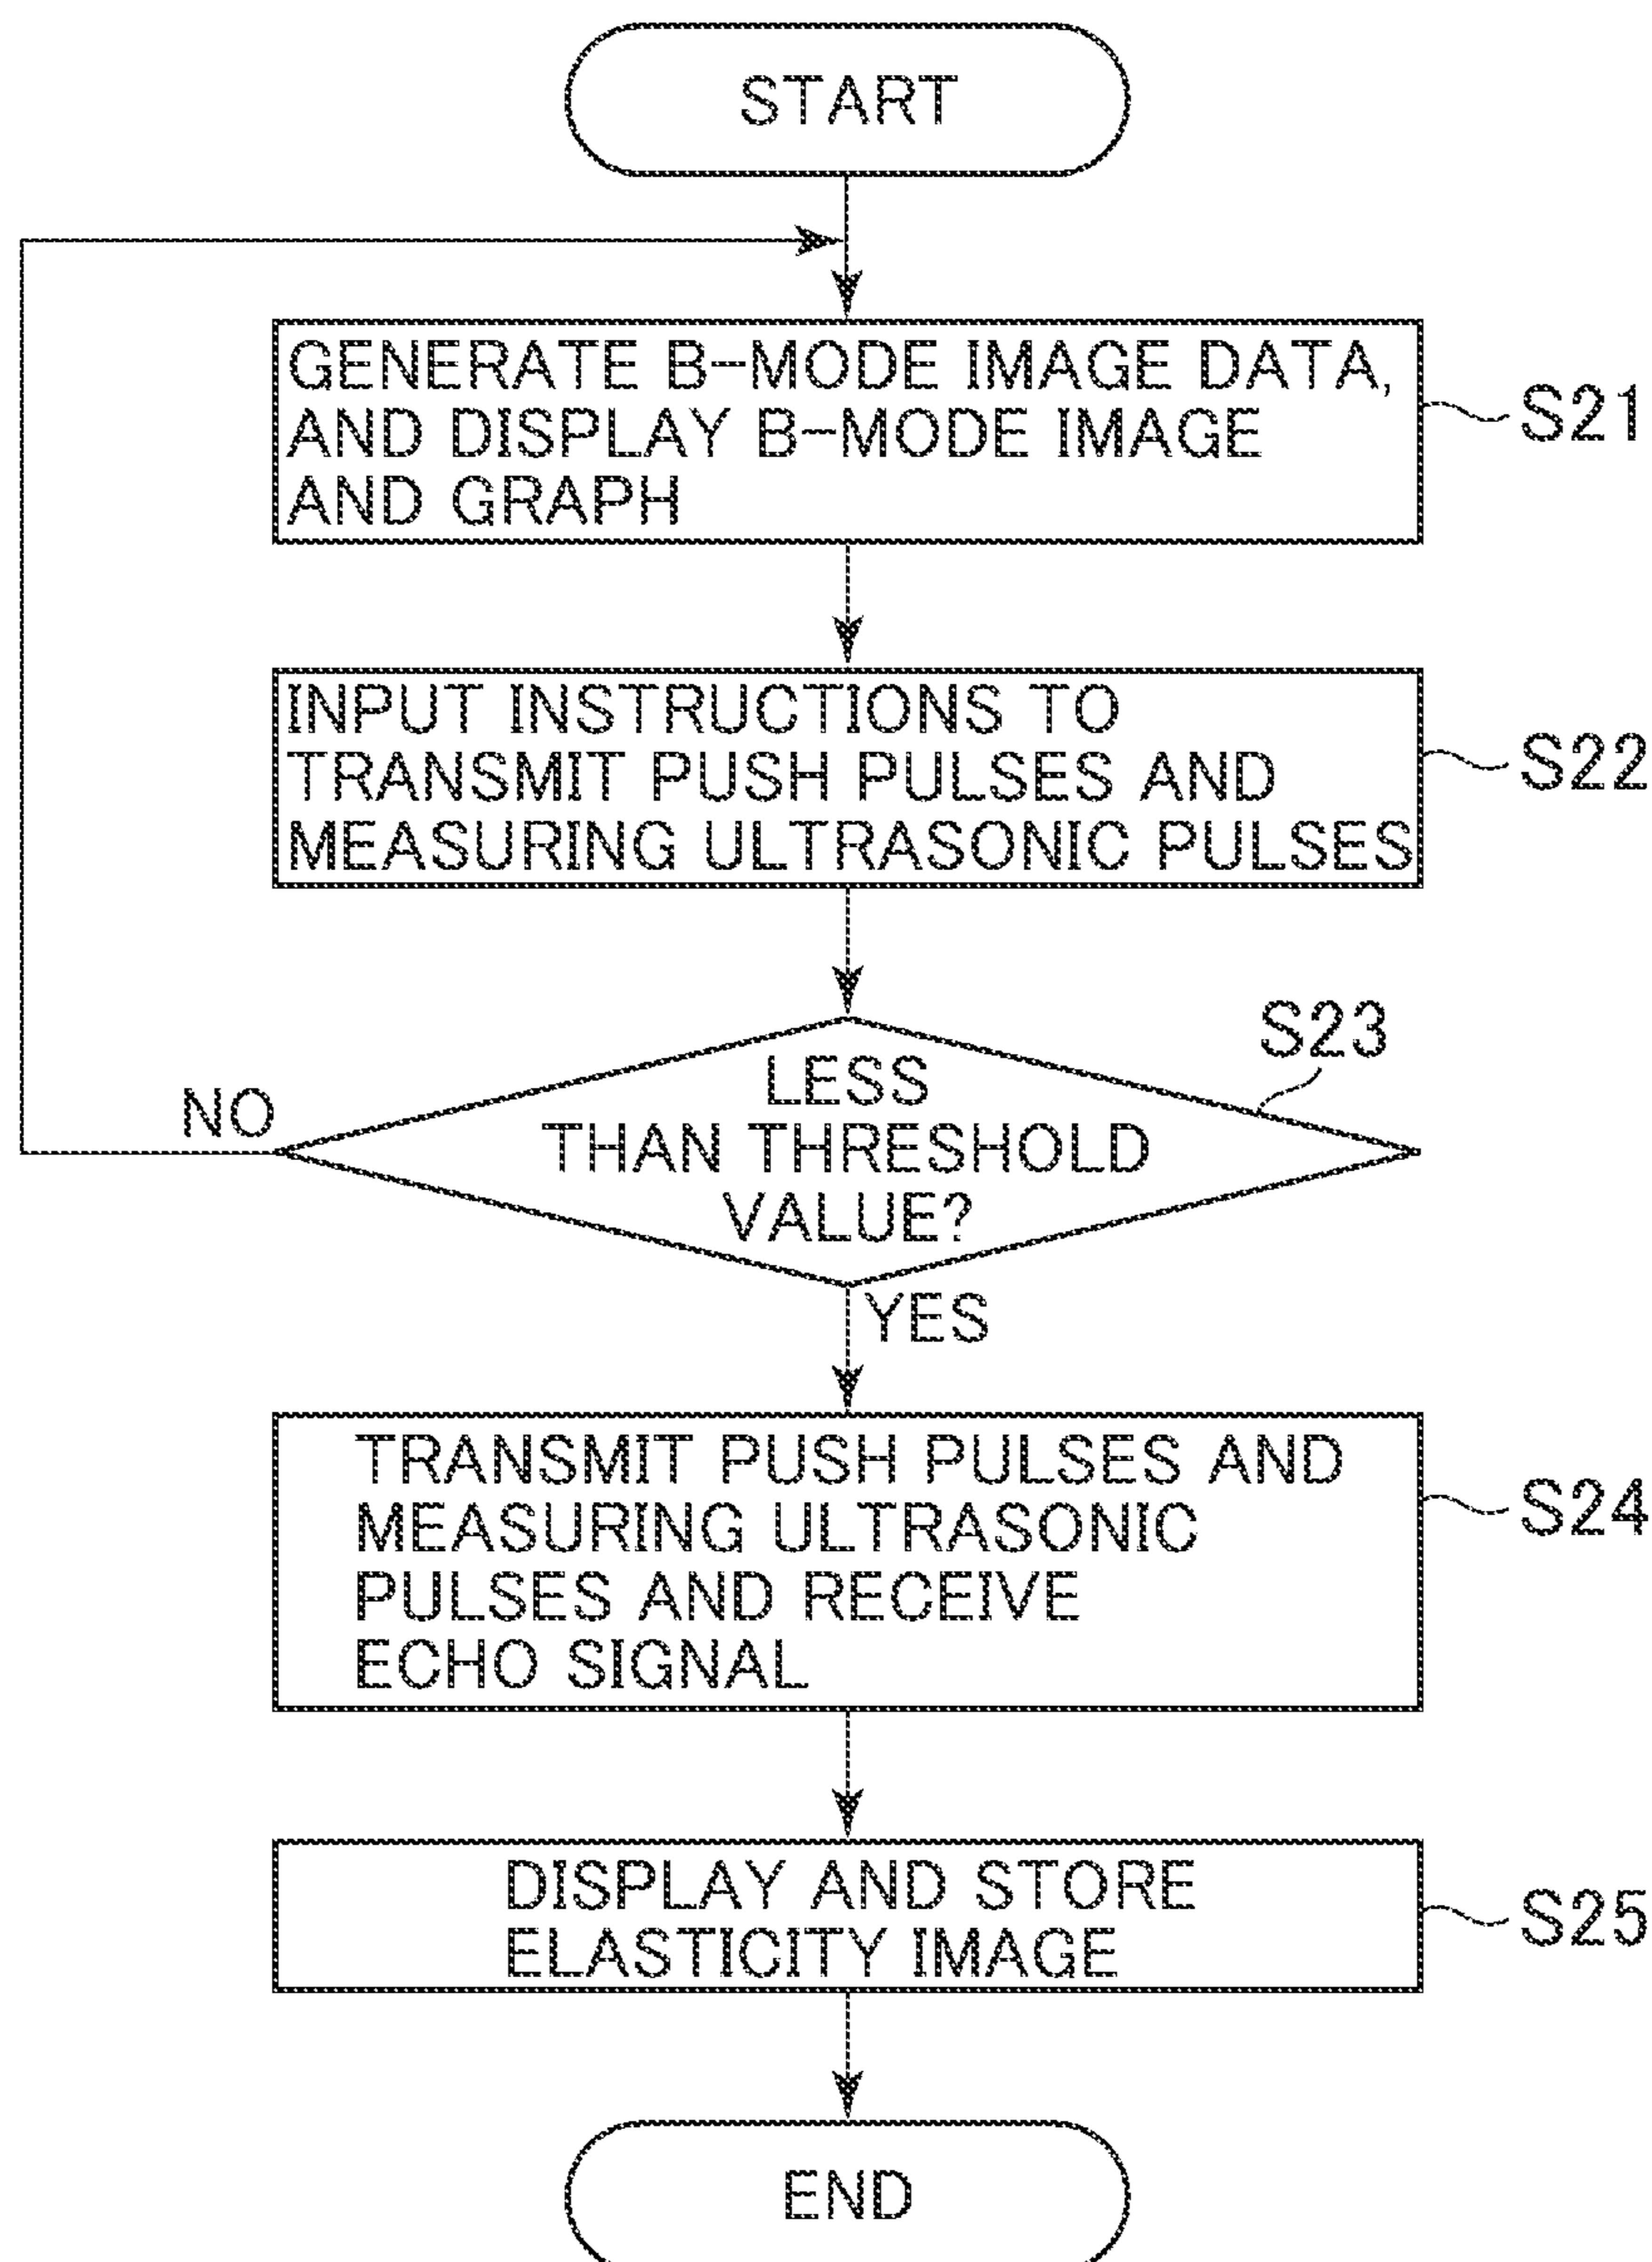 START
GENERATE B-MODE IMAGE DATA,
AND DISPLAY B-MODE IMAGE
AND GRAPH
S21
INPUT INSTRUCTIONS TO
TRANSMIT PUSH PULSES AND
MEASURING ULTRASONIC PULSES
S22
S23
LESS
THAN THRESHOLD
VALUE?
NO
YES
TRANSMIT PUSH PULSES AND
MEASURING ULTRASONIC
PULSES AND RECEIVE
ECHO SIGNAL
S24
DISPLAY AND STORE
ELASTICITY IMAGE
S25
END